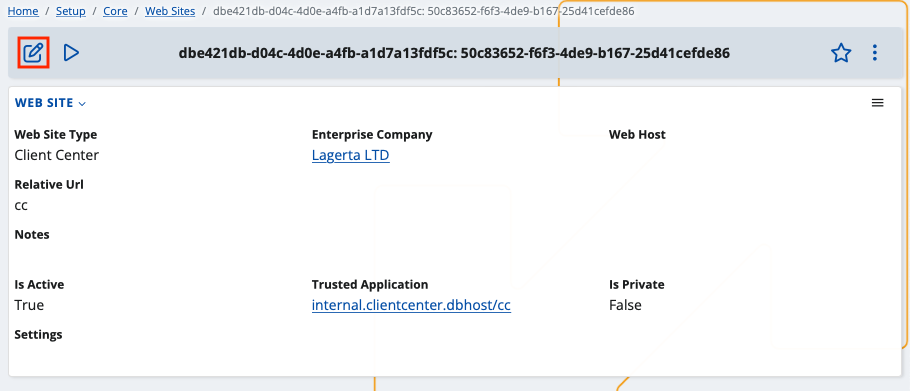 Home / Setup / Core / Web Sites / dbe421db-d04c-4d0e-a4fb-a1d7a13fdf5c: 50c83652-f6f3-4de9-b167-25d41cefde86
dbe421db-d04c-4d0e-a4fb-a1d7a13fdf5c: 50c83652-f6f3-4de9-b167-25d41cefde86
WEB SITE
Web Site Type Enterprise Company Web Host
Client Center Lagerta LTD
Relative Url
cc
Notes
Is Active Trusted Application Is Private
True internal.clientcenter.dbhost/cc False
Settings